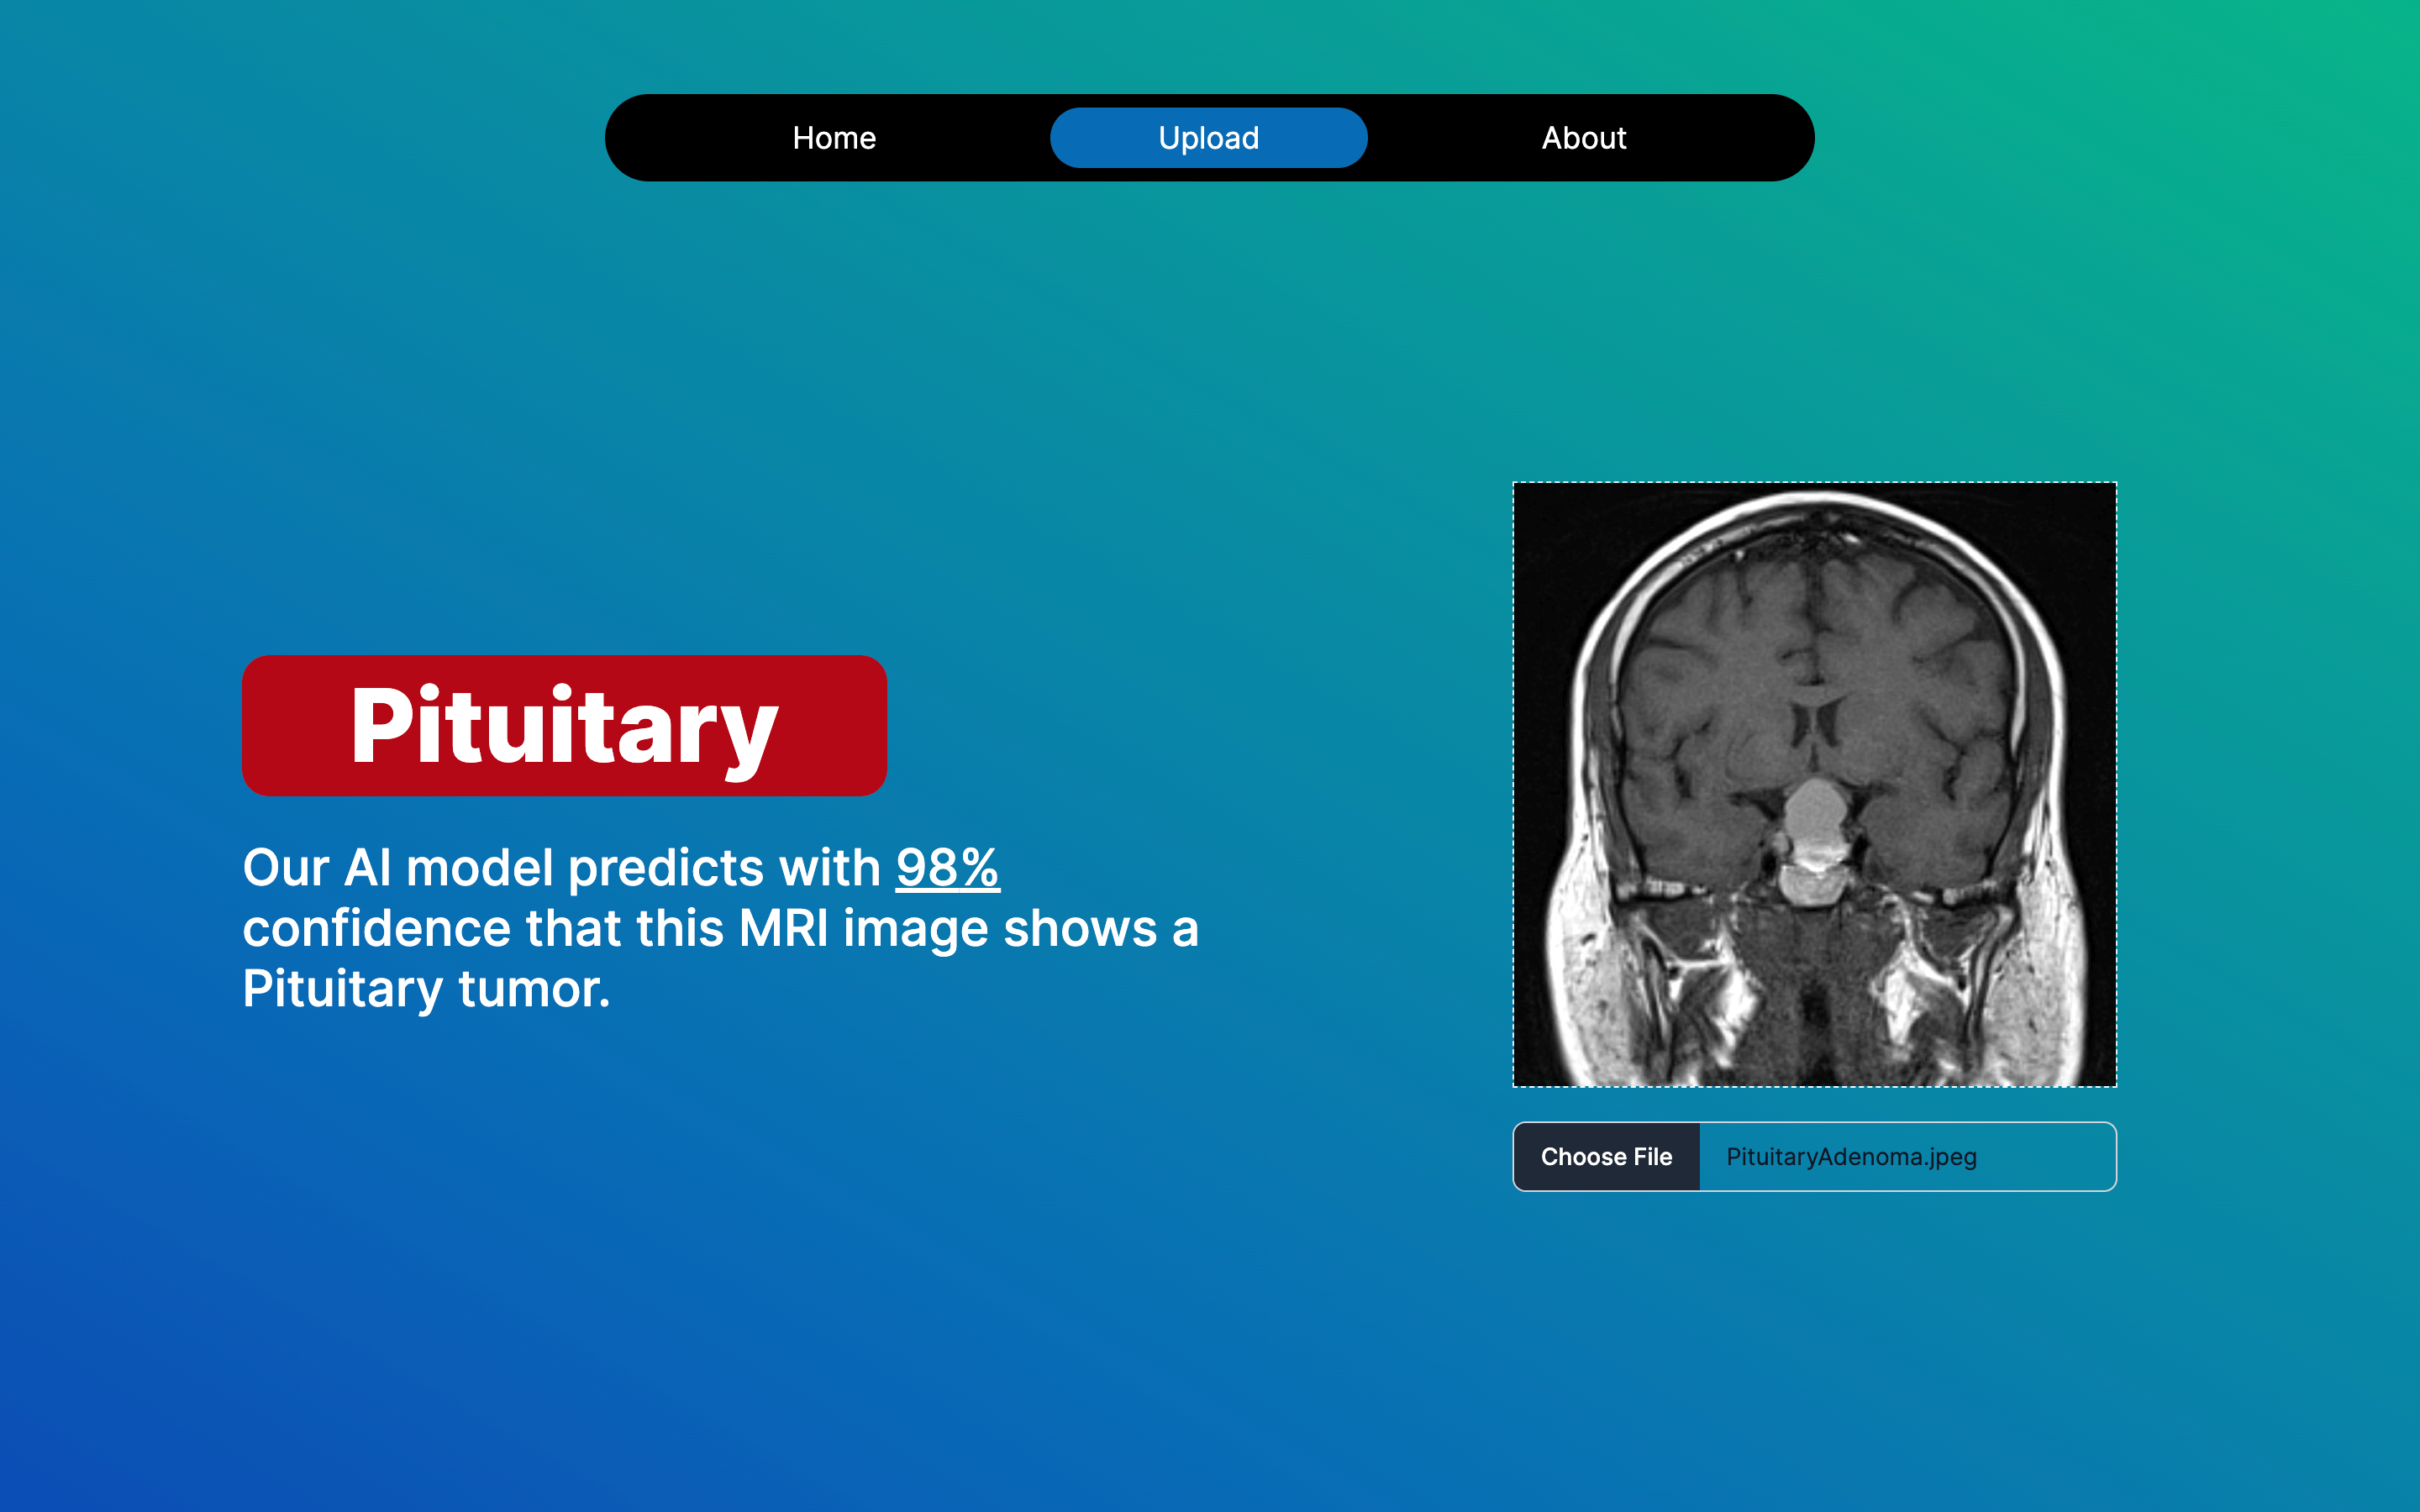 Home Upload About
Pituitary
Our AI model predicts with 98%
confidence that this MRI image shows a
Pituitary tumor.
Choose File PituitaryAdenoma.jpeg